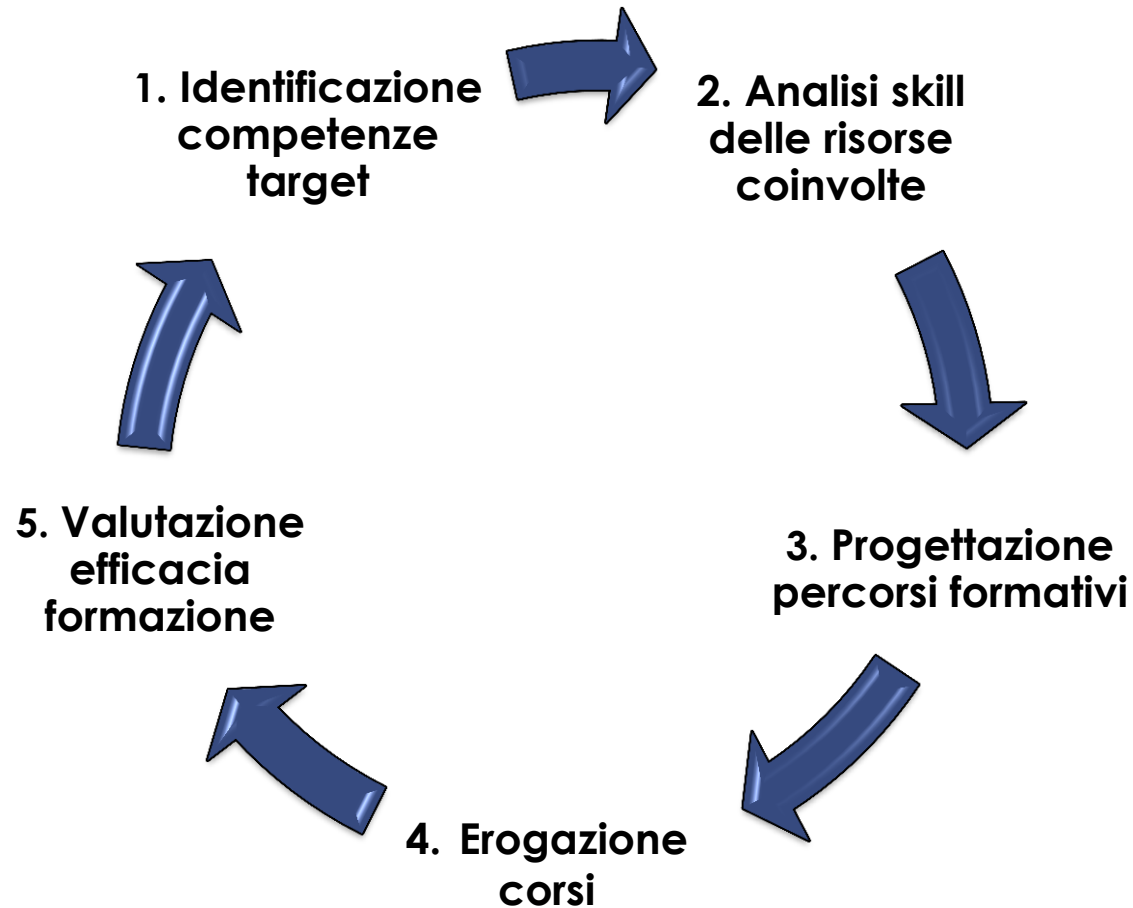 1. Identificazione
competenze
target
2. Analisi skill
delle risorse
coinvolte
3. Progettazione
percorsi formativi
4. Erogazione
corsi
5. Valutazione
efficacia
formazione